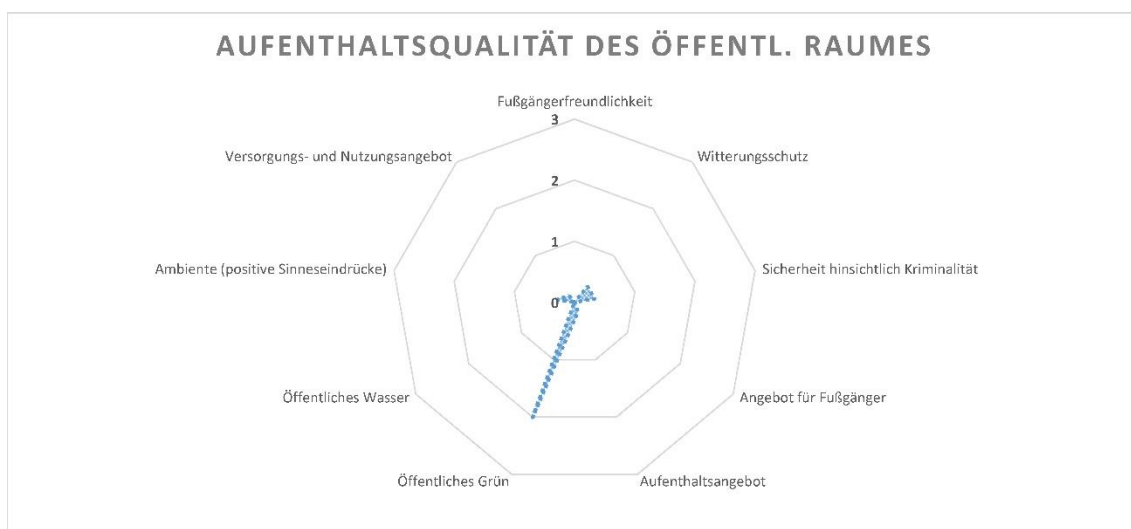 AUFENTHALTSQUALITÄT DES ÖFFENTL. RAUMES
Fußgängerfreundlichkeit
3
Versorgungs- und Nutzungsangebot
Witterungsschutz
2
1
Ambiente (positive Sinneseindrücke)
Sicherheit hinsichtlich Kriminalität
0
Öffentliches Wasser
Angebot für Fußgänger
Öffentliches Grün
Aufenthaltsangebot